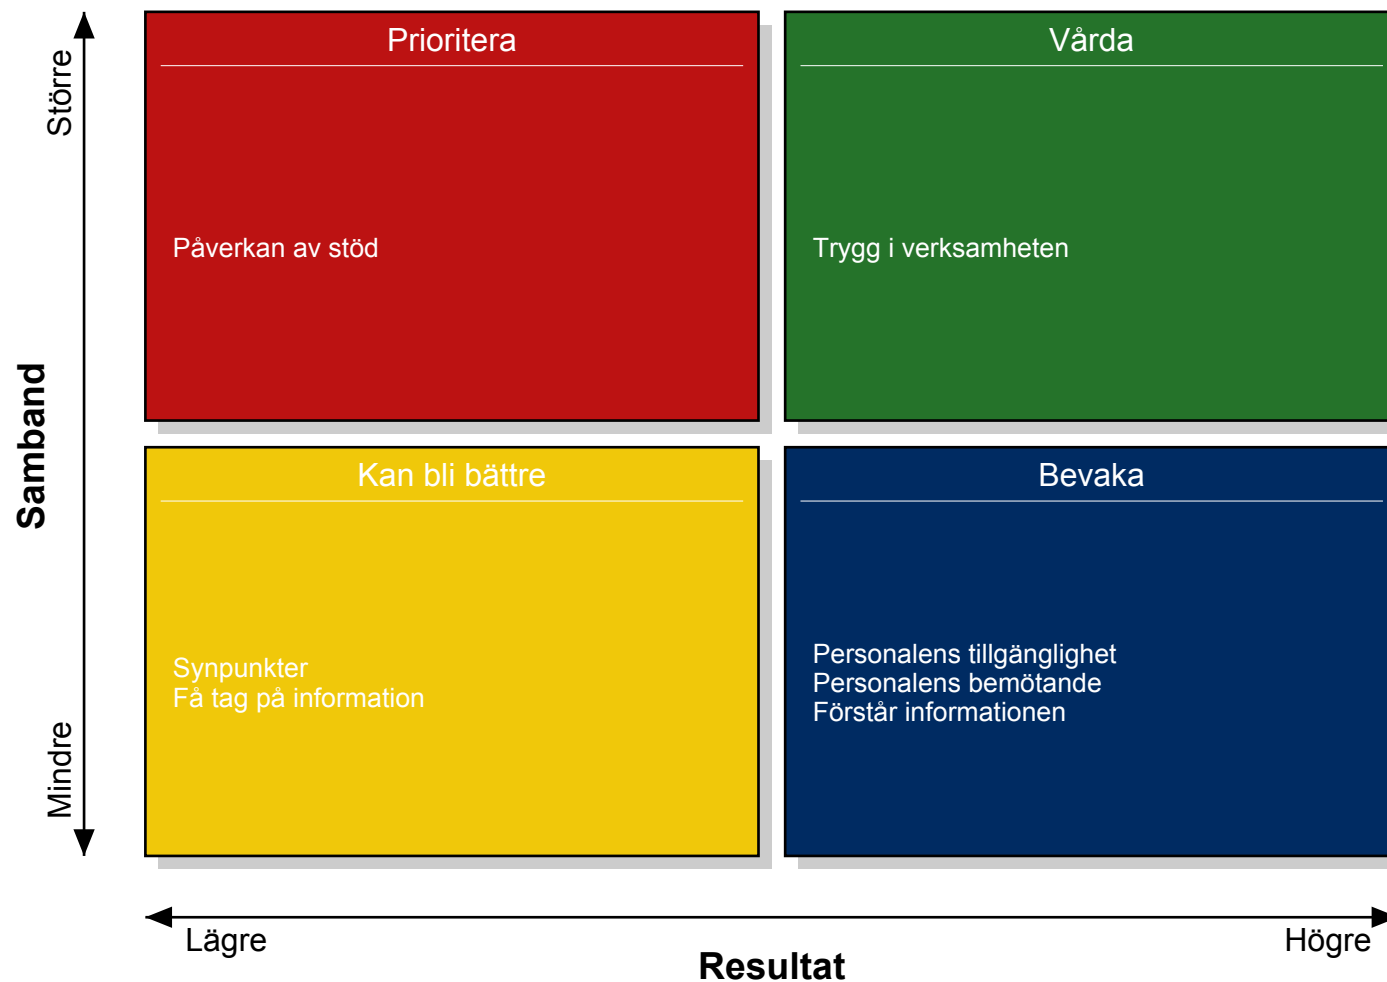 Större
Samband
Mindre
Prioritera
Påverkan av stöd
Vårda
Trygg i verksamheten
Kan bli bättre
Synpunkter
Få tag på information
Bevaka
Personalens tillgänglighet
Personalens bemötande
Förstår informationen
Lägre
Resultat
Högre